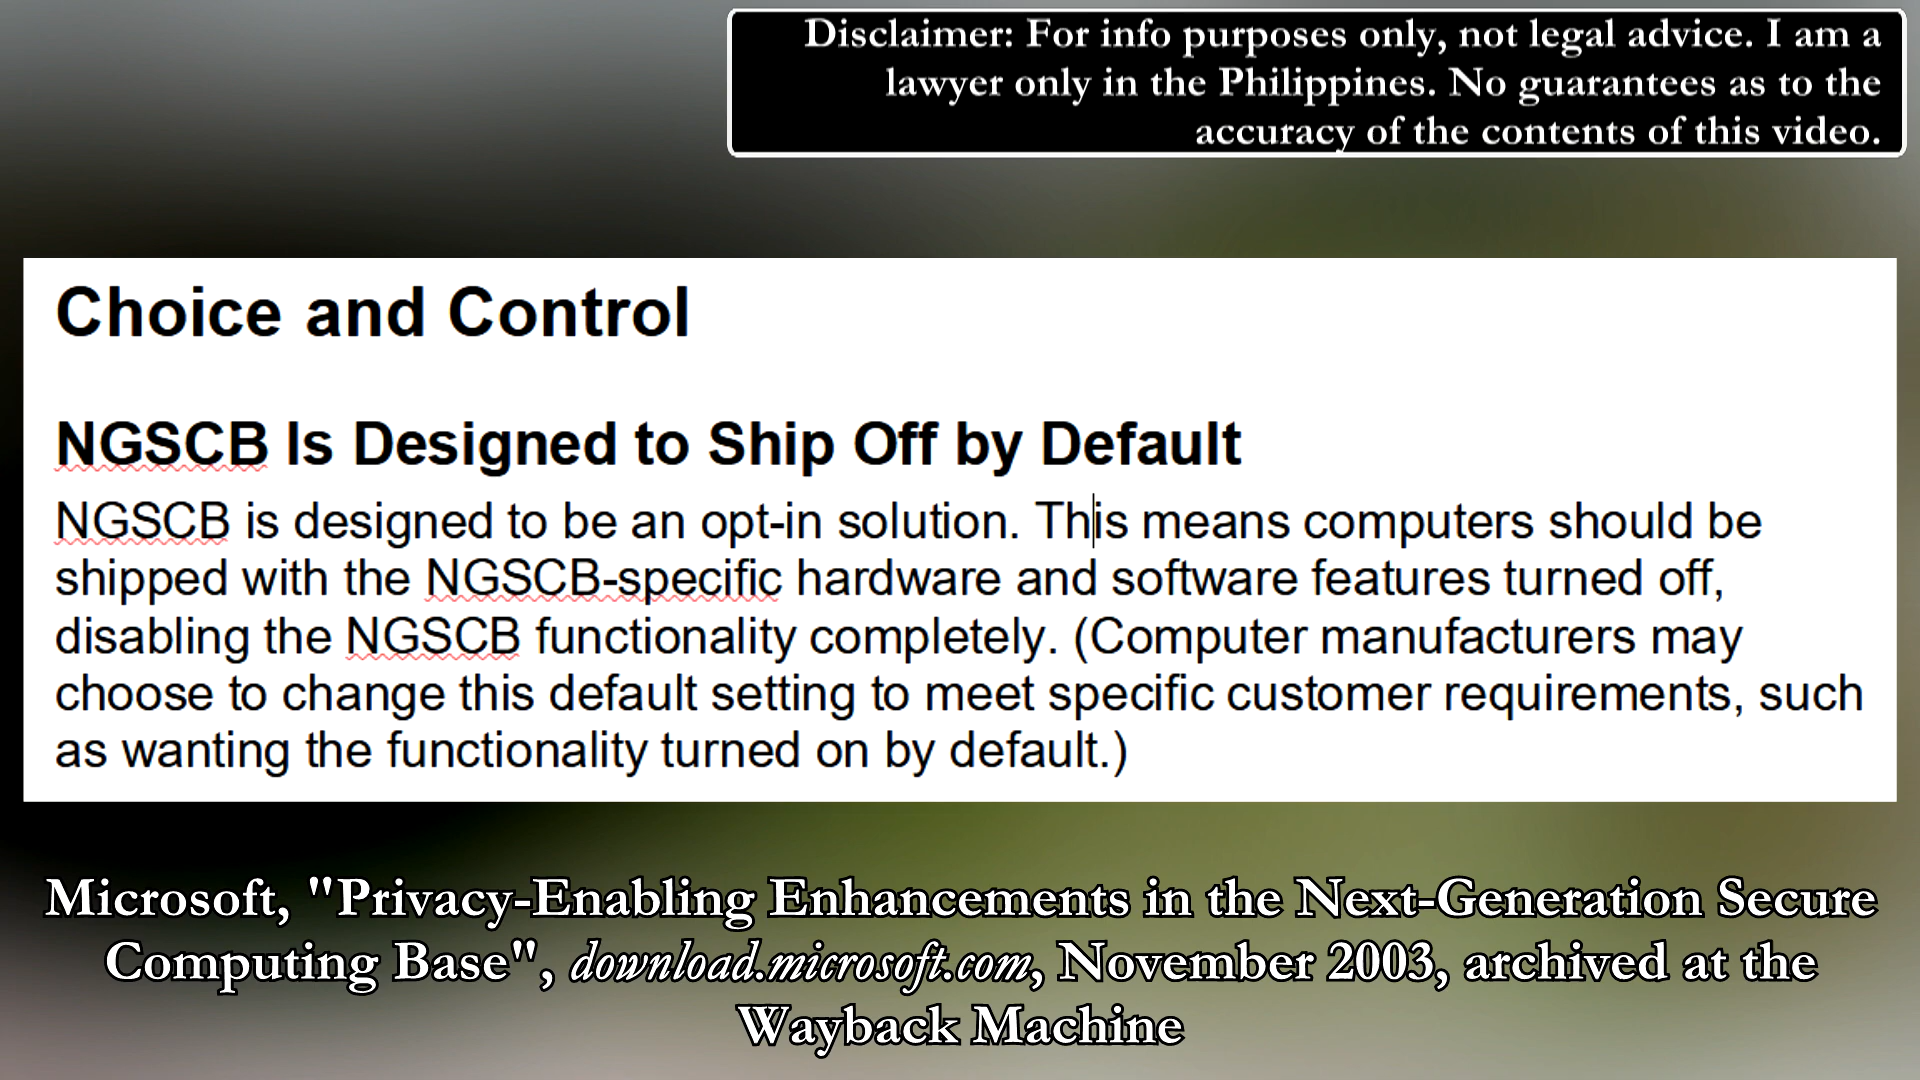 Disclaimer: For info purposes only, not legal advice. I am a
lawyer only in the Philippines. No guarantees as to the
accuracy of the contents of this video.
Choice and Control
NGSCB Is Designed to Ship Off by Default
NGSCB is designed to be an opt-in solution. This means computers should be
shipped with the NGSCB-specific hardware and software features turned off,
disabling the NGSCB functionality completely. (Computer manufacturers may
choose to change this default setting to meet specific customer requirements, such
as wanting the functionality turned on by default.)
Microsoft, "Privacy-Enabling Enhancements in the Next-Generation Secure
Computing Base", download.microsoft.com, November 2003, archived at the
Wayback Machine